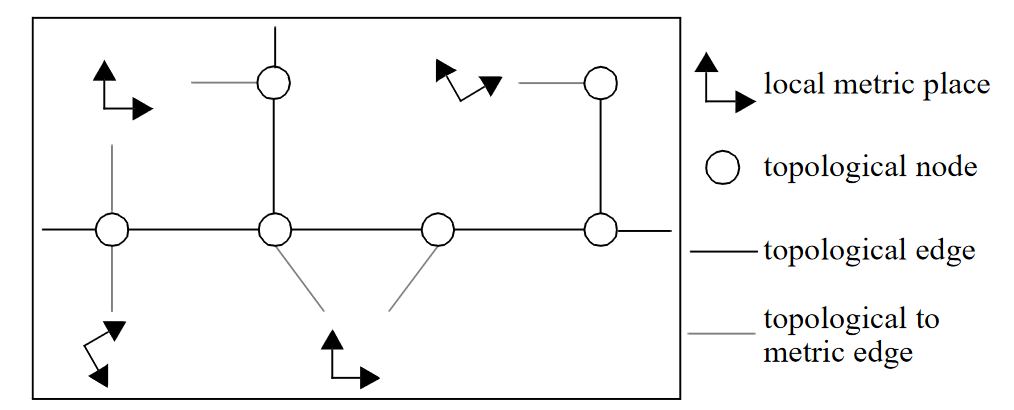 local metric place
topological node
topological edge
topological to
metric edge